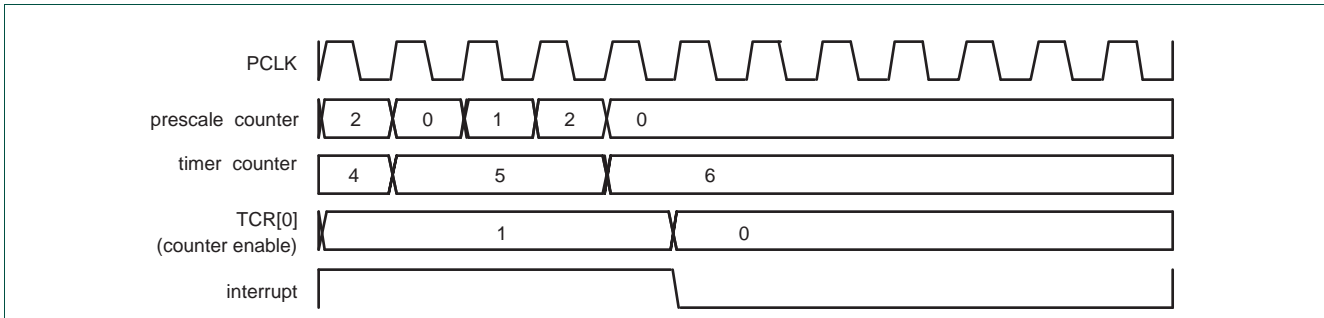 PCLK
prescale counter 2 0 1 2 0
timer counter 4 5 6
TCR[0]
(counter enable) 1 0
interrupt